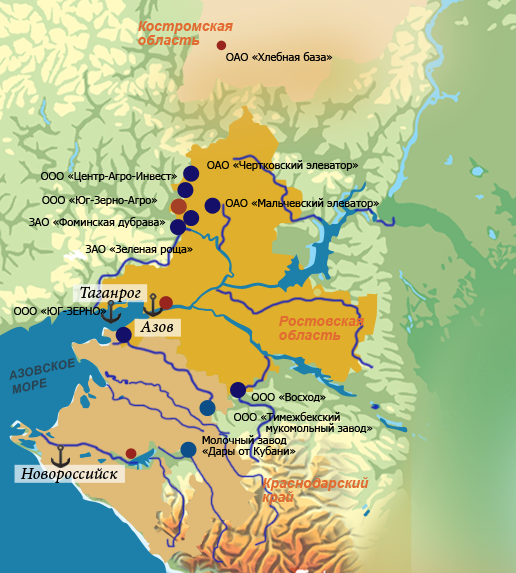 Костромская
область
ОАО «Хлебная база»
ОАО «Чертковский элеватор»
ООО «Центр-Агро-Инвест»
ООО «Юг-Зерно-Агро»
ОАО «Мальчевский элеватор»
ЗАО «Фоминская дубрава»
ЗАО «Зеленая роща»
Таганрог
ООО «ЮГ-ЗЕРНО»
Азов
Ростовская
область
АЗОВСКОЕ
МОРЕ
ООО «Восход»
ООО «Тимежбекский
мукомольный завод»
Молочный завод
«Дары от Кубани»
Новороссийск
Краснодарский
край